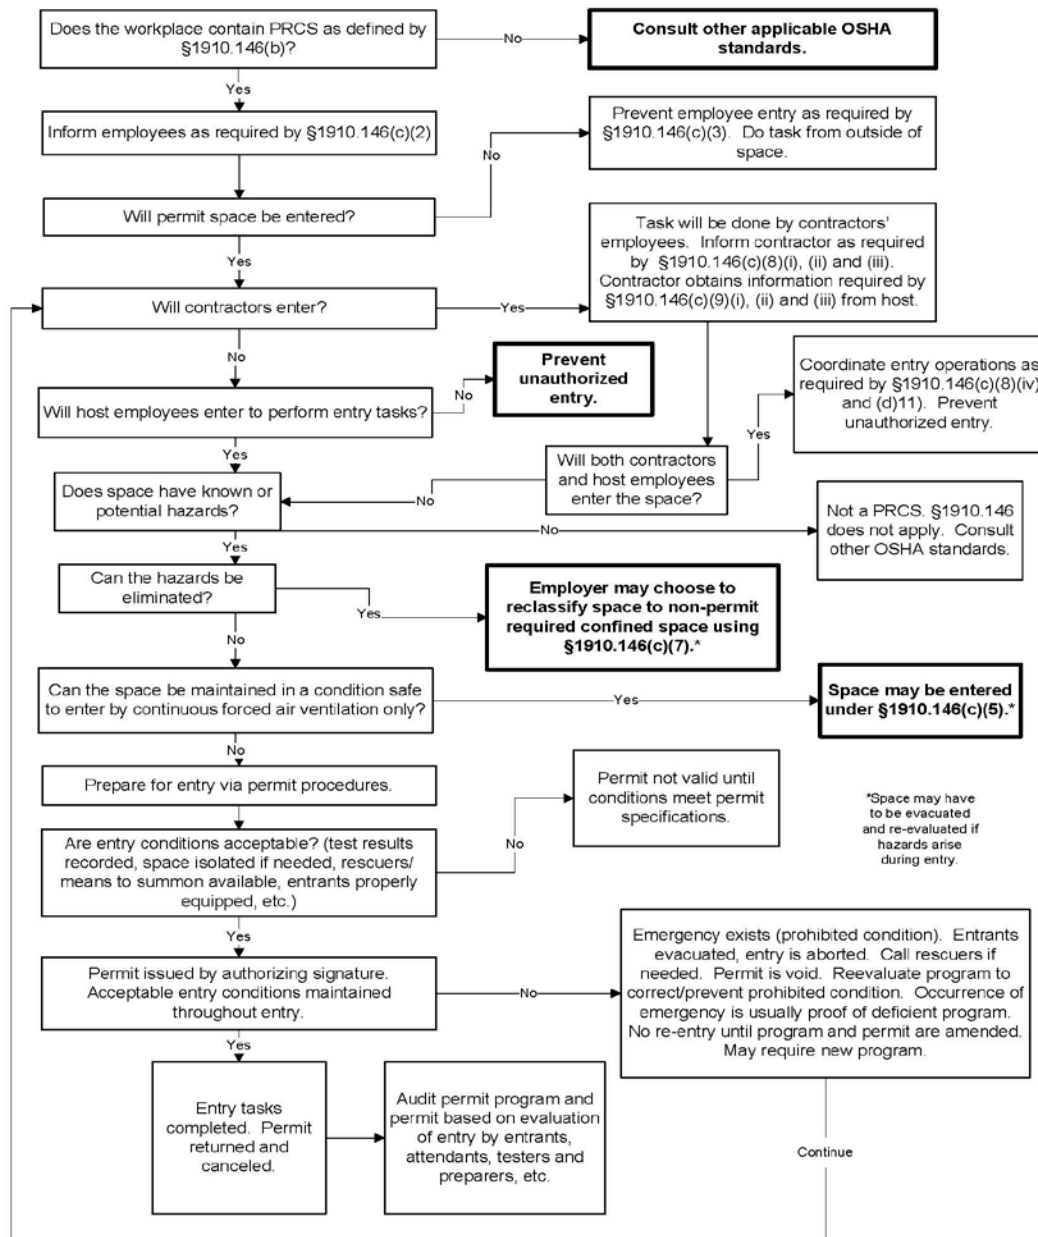 Does the workplace contain PRCS as defined by
§1910.146(b)?
No
Consult other applicable OSHA
standards.
Yes
Inform employees as required by §1910.146(c)(2)
No
Prevent employee entry as required by
§1910.146(c)(3). Do task from outside of
space.
Will permit space be entered?
Yes
Task will be done by contractors'
employees. Inform contractor as required
by §1910.146(c)(8)(i), (ii) and (iii).
Contractor obtains information required by
§1910.146(c)(9)(i), (ii) and (iii) from host.
Will contractors enter?
Yes
No
Prevent
unauthorized
entry.
Coordinate entry operations as
required by §1910.146(c)(8)(iv)
and (d)11). Prevent
unauthorized entry.
Will host employees enter to perform entry tasks?
No
Yes
Yes
Will both contractors
and host employees
enter the space?
No
Does space have known or
potential hazards?
No
Not a PRCS. §1910.146
does not apply. Consult
other OSHA standards.
Yes
Can the hazards be
eliminated?
Yes
Employer may choose to
reclassify space to non-permit
required confined space using
§1910.146(c)(7).*
No
Can the space be maintained in a condition safe
to enter by continuous forced air ventilation only?
Yes
Space may be entered
under §1910.146(c)(5).*
No
Prepare for entry via permit procedures.
Permit not valid until
conditions meet permit
specifications.
*Space may have
to be evacuated
and re-evaluated if
hazards arise
during entry.
Are entry conditions acceptable? (test results
recorded, space isolated if needed, rescuers/
means to summon available, entrants properly
equipped, etc.)
No
Yes
Permit issued by authorizing signature.
Acceptable entry conditions maintained
throughout entry.
No
Emergency exists (prohibited condition). Entrants
evacuated, entry is aborted. Call rescuers if
needed. Permit is void. Reevaluate program to
correct/prevent prohibited condition. Occurrence of
emergency is usually proof of deficient program.
No re-entry until program and permit are amended.
May require new program.
Yes
Entry tasks
completed. Permit
returned and
canceled.
Audit permit program and
permit based on evaluation
of entry by entrants,
attendants, testers and
preparers, etc.
Continue